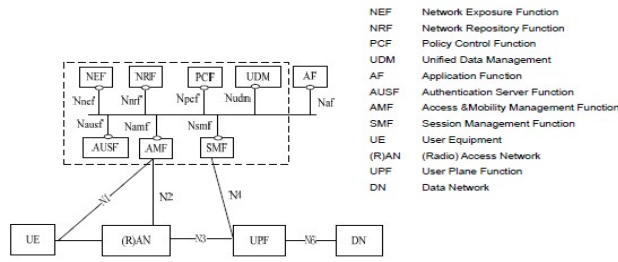 NEF NRF PCF UDM AF
Nnef Nnrf Npcf Nudm Naf
Nausf Namf Nsmf
AUSF AMF SMF
N1 N2 N4
UE (R)AN N3 UPF N6 DN
NEF Network Exposure Function
NRF Network Repository Function
PCF Policy Control Function
UDM Unified Data Management
AF Application Function
AUSF Authentication Server Function
AMF Access &Mobility Management Function
SMF Session Management Function
UE User Equipment
(R)AN (Radio) Access Network
UPF User Plane Function
DN Data Network